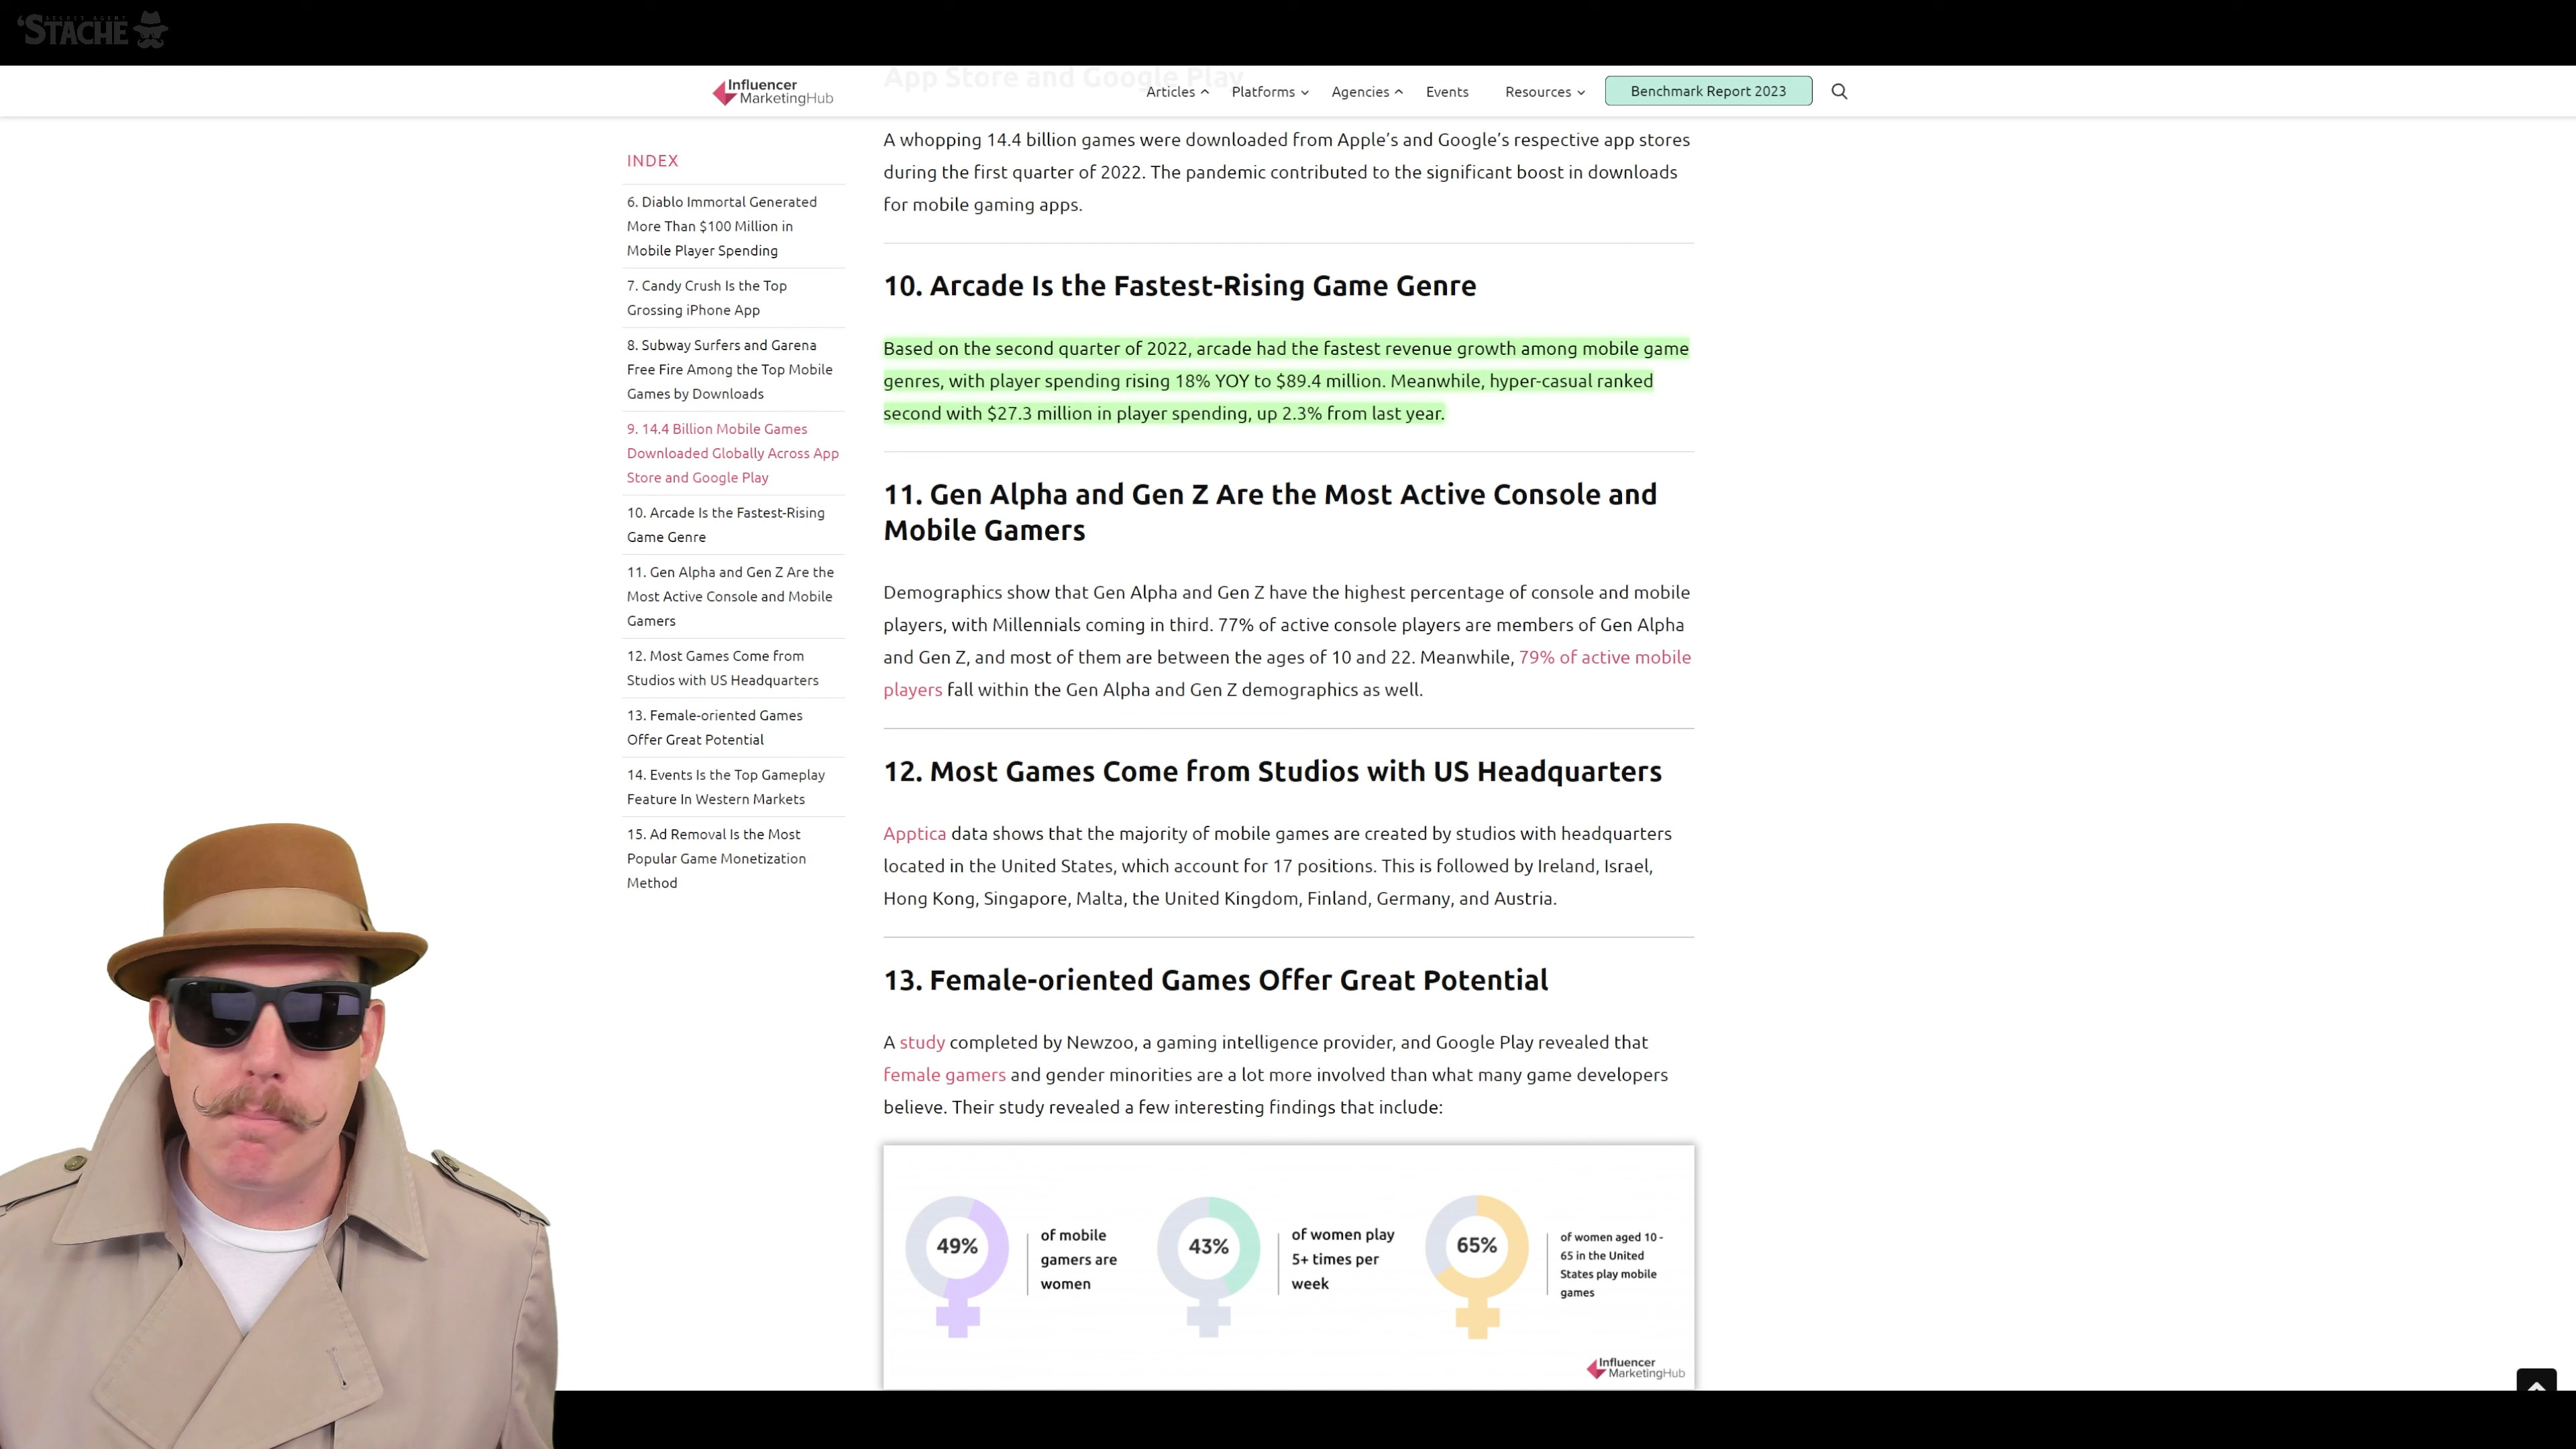 SECRET AGENT
'STACHE
App Store and Google Play
Influencer
MarketingHub
Articles
Platforms
Agencies
Events
Resources
Benchmark Report 2023
INDEX
6. Diablo Immortal Generated
More Than $100 Million in
Mobile Player Spending
7. Candy Crush Is the Top
Grossing iPhone App
8. Subway Surfers and Garena
Free Fire Among the Top Mobile
Games by Downloads
9. 14.4 Billion Mobile Games
Downloaded Globally Across App
Store and Google Play
10. Arcade Is the Fastest-Rising
Game Genre
11. Gen Alpha and Gen Z Are the
Most Active Console and Mobile
Gamers
12. Most Games Come from
Studios with US Headquarters
13. Female-oriented Games
Offer Great Potential
14. Events Is the Top Gameplay
Feature In Western Markets
15. Ad Removal Is the Most
Popular Game Monetization
Method
A whopping 14.4 billion games were downloaded from Apple’s and Google’s respective app stores
during the first quarter of 2022. The pandemic contributed to the significant boost in downloads
for mobile gaming apps.
10. Arcade Is the Fastest-Rising Game Genre
Based on the second quarter of 2022, arcade had the fastest revenue growth among mobile game
genres, with player spending rising 18% YOY to $89.4 million. Meanwhile, hyper-casual ranked
second with $27.3 million in player spending, up 2.3% from last year.
11. Gen Alpha and Gen Z Are the Most Active Console and
Mobile Gamers
Demographics show that Gen Alpha and Gen Z have the highest percentage of console and mobile
players, with Millennials coming in third. 77% of active console players are members of Gen Alpha
and Gen Z, and most of them are between the ages of 10 and 22. Meanwhile, 79% of active mobile
players fall within the Gen Alpha and Gen Z demographics as well.
12. Most Games Come from Studios with US Headquarters
Apptica data shows that the majority of mobile games are created by studios with headquarters
located in the United States, which account for 17 positions. This is followed by Ireland, Israel,
Hong Kong, Singapore, Malta, the United Kingdom, Finland, Germany, and Austria.
13. Female-oriented Games Offer Great Potential
A study completed by Newzoo, a gaming intelligence provider, and Google Play revealed that
female gamers and gender minorities are a lot more involved than what many game developers
believe. Their study revealed a few interesting findings that include:
49%
of mobile
gamers are
women
43%
of women play
5+ times per
week
65%
of women aged 10 -
65 in the United
States play mobile
games
Influencer
MarketingHub